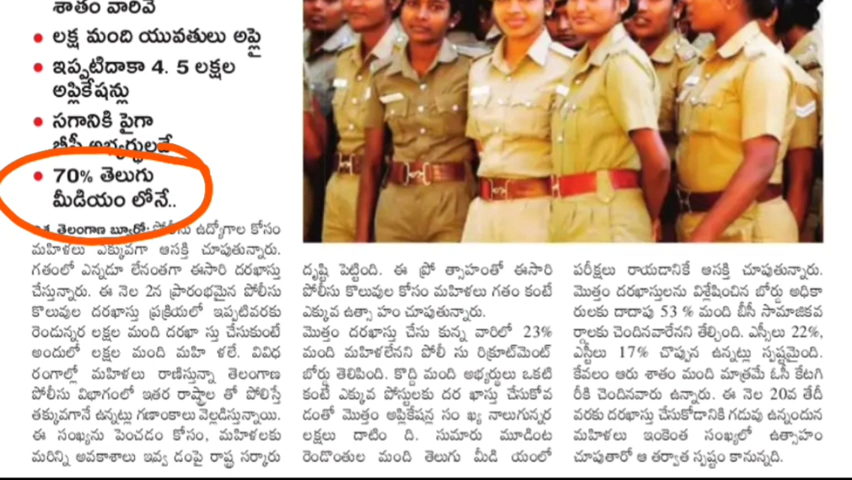 శాతం వారివే
• లక్ష మంది యువతులు అప్లై
• ఇప్పటిదాకా 4. 5 లక్షల
అప్లికేషన్లు
• సగానికి పైగా
బీసీ అభ్యర్థులవే
• 70% తెలుగు
మీడియం లోనే..
తెలంగాణ బ్యూరో: పోలీసు ఉద్యోగాల కోసం
మహిళలు ఎక్కువగా ఆసక్తి చూపుతున్నారు.
గతంలో ఎన్నడూ లేనంతగా ఈసారి దరఖాస్తు
చేస్తున్నారు. ఈ నెల 2న ప్రారంభమైన పోలీసు
కొలువుల దరఖాస్తు ప్రక్రియలో ఇప్పటివరకు
రెండున్నర లక్షల మంది దరఖా స్తు చేసుకుంటే
అందులో లక్షల మంది మహి ళలే. వివిధ
రంగాల్లో మహిళలు రాణిస్తున్నా తెలంగాణ
పోలీసు విభాగంలో ఇతర రాష్ట్రాల తో పోలిస్తే
తక్కువగానే ఉన్నట్లు గణాంకాలు వెల్లడిస్తున్నాయి.
ఈ సంఖ్యను పెంచడం కోసం, మహిళలకు
మరిన్ని అవకాశాలు ఇవ్వ డంపై రాష్ట్ర సర్కారు
దృష్టి పెట్టింది. ఈ ప్రో త్సాహంతో ఈసారి
పోలీసు కొలువుల కోసం మహిళలు గతం కంటే
ఎక్కువ ఉత్సా హం చూపుతున్నారు.
మొత్తం దరఖాస్తు చేసు కున్న వారిలో 23%
మంది మహిళలేనని పోలీ సు రిక్రూట్‌మెంట్
బోర్డు తెలిపింది. కొద్ది మంది అభ్యర్థులు ఒకటి
కంటే ఎక్కువ పోస్టులకు దర ఖాస్తు చేసుకోవ
డంతో మొత్తం అప్లికేషన్ల సం ఖ్య నాలుగున్నర
లక్షలు దాటిం ది. సుమారు మూడింట
రెండొంతుల మంది తెలుగు మీడి యంలో
పరీక్షలు రాయడానికే ఆసక్తి చూపుతున్నారు.
మొత్తం దరఖాస్తులను విశ్లేషించిన బోర్డు అధికా
రులకు దాదాపు 53 % మంది బీసీ సామాజికవ
ర్గాలకు చెందినవారేనని తేల్చింది. ఎస్సీలు 22%,
ఎస్టీలు 17% చొప్పున ఉన్నట్లు స్పష్టమైంది.
కేవలం ఆరు శాతం మంది మాత్రమే ఓసీ కేటగి
రీకి చెందినవారు ఉన్నారు. ఈ నెల 20వ తేదీ
వరకు దరఖాస్తు చేసుకోడానికి గడువు ఉన్నందున
మహిళలు ఇంకెంత సంఖ్యలో ఉత్సాహం
చూపుతారో ఆ తర్వాత స్పష్టం కానున్నది.